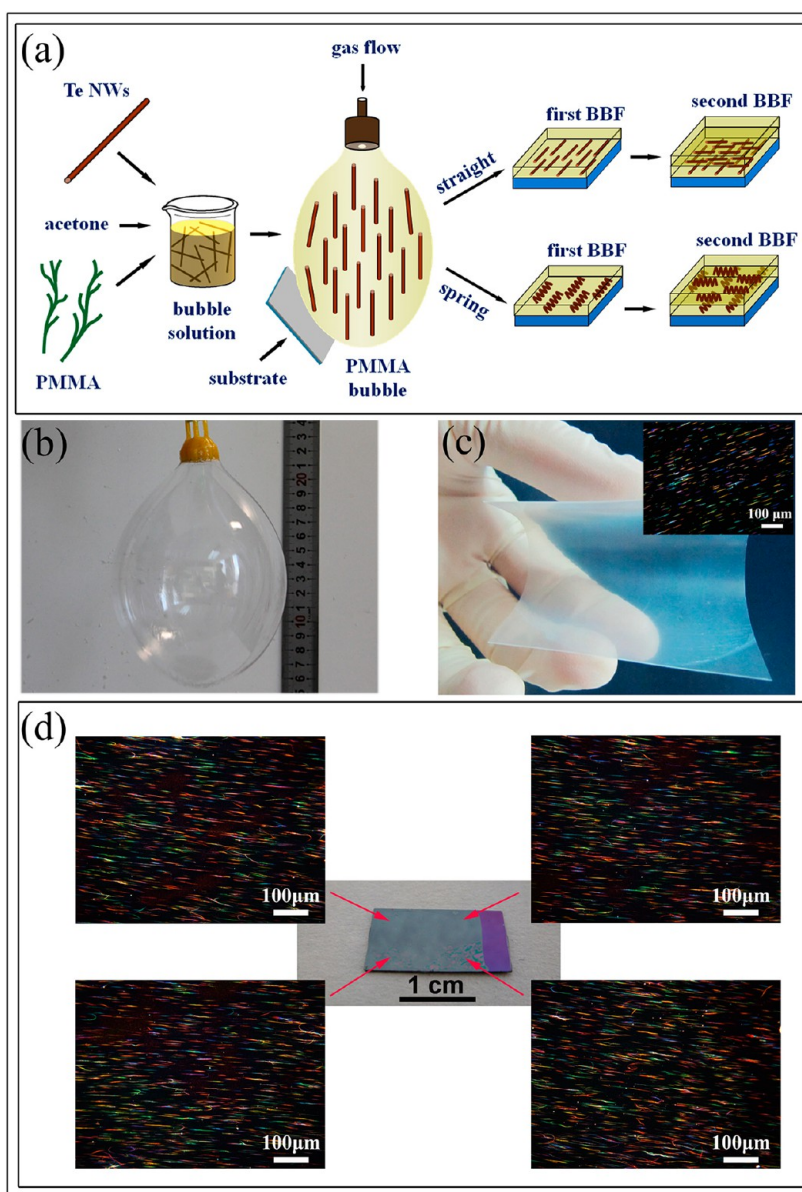 (a)
gas flow
Te NWs
acetone
PMMA
bubble
solution
substrate
PMMA
bubble
straight
first BBF
second BBF
spring
first BBF
second BBF
(b)
(c)
100 μm
(d)
100μm
100μm
1 cm
100μm
100μm